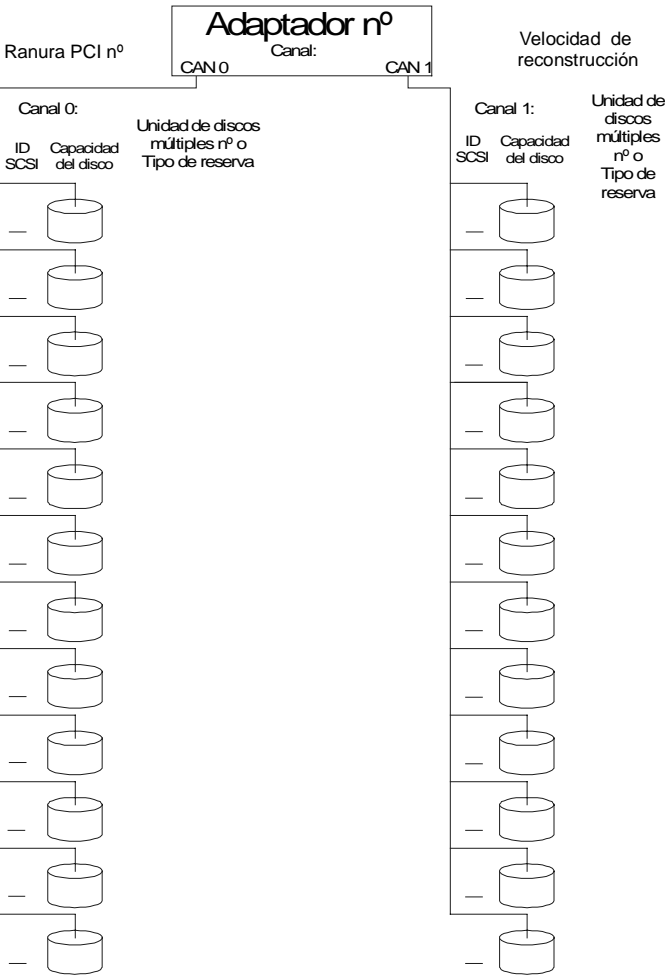 Adaptador nº
Canal:
CAN 0
CAN 1
Ranura PCI nº
Velocidad de
reconstrucción
Canal 0:
ID
SCSI
Capacidad
del disco
Unidad de discos
múltiples nº o
Tipo de reserva
Canal 1:
ID
SCSI
Capacidad
del disco
Unidad de
discos
múltiples
nº o
Tipo de
reserva